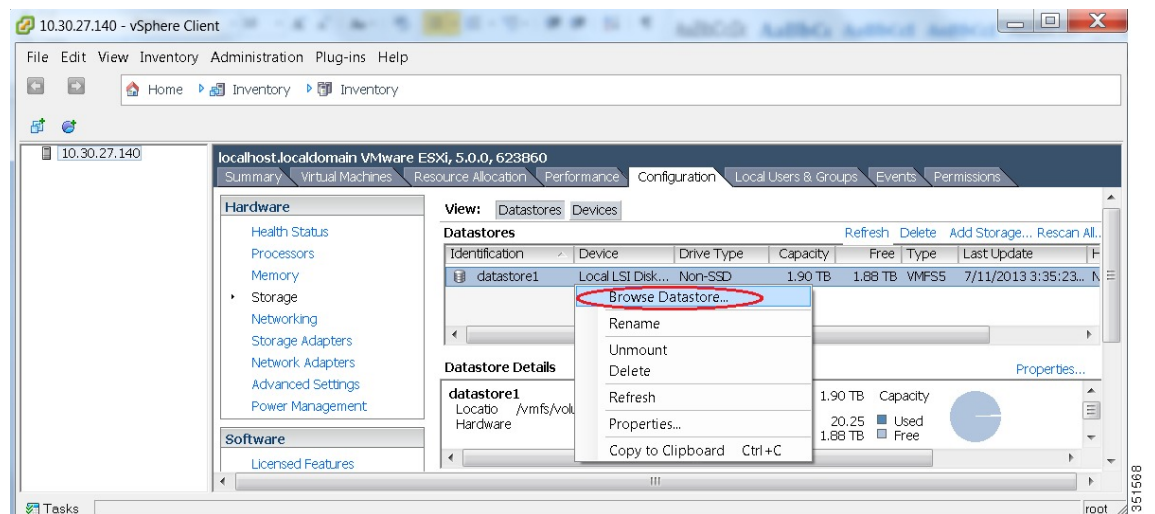 10.30.27.140 - vSphere Client
File Edit View Inventory Administration Plug-ins Help
Home Inventory Inventory
10.30.27.140
localhost.localdomain VMware ESXi, 5.0.0, 623860
Summary Virtual Machines Resource Allocation Performance Configuration Local Users & Groups Events Permissions
Hardware
Health Status
Processors
Memory
Storage
Networking
Storage Adapters
Network Adapters
Advanced Settings
Power Management
Software
Licensed Features
View: Datastores Devices
Datastores Refresh Delete Add Storage... Rescan All..
Identification Device Drive Type Capacity Free Type Last Update
datastore1 Local LSI Disk... Non-SSD 1.90 TB 1.88 TB VMFS5 7/11/2013 3:35:23... N
Browse Datastore...
Rename
Unmount
Delete
Refresh
Properties...
Copy to Clipboard Ctrl+C
Datastore Details Properties...
datastore1
Locatio /vmfs/volu
Hardware
1.90 TB Capacity
20.25 Used
1.88 TB Free
Tasks root
351568